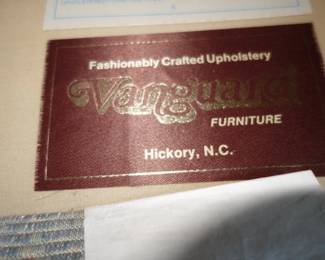 Fashionably Crafted Upholstery
Vanguard
FURNITURE
Hickory, N.C.